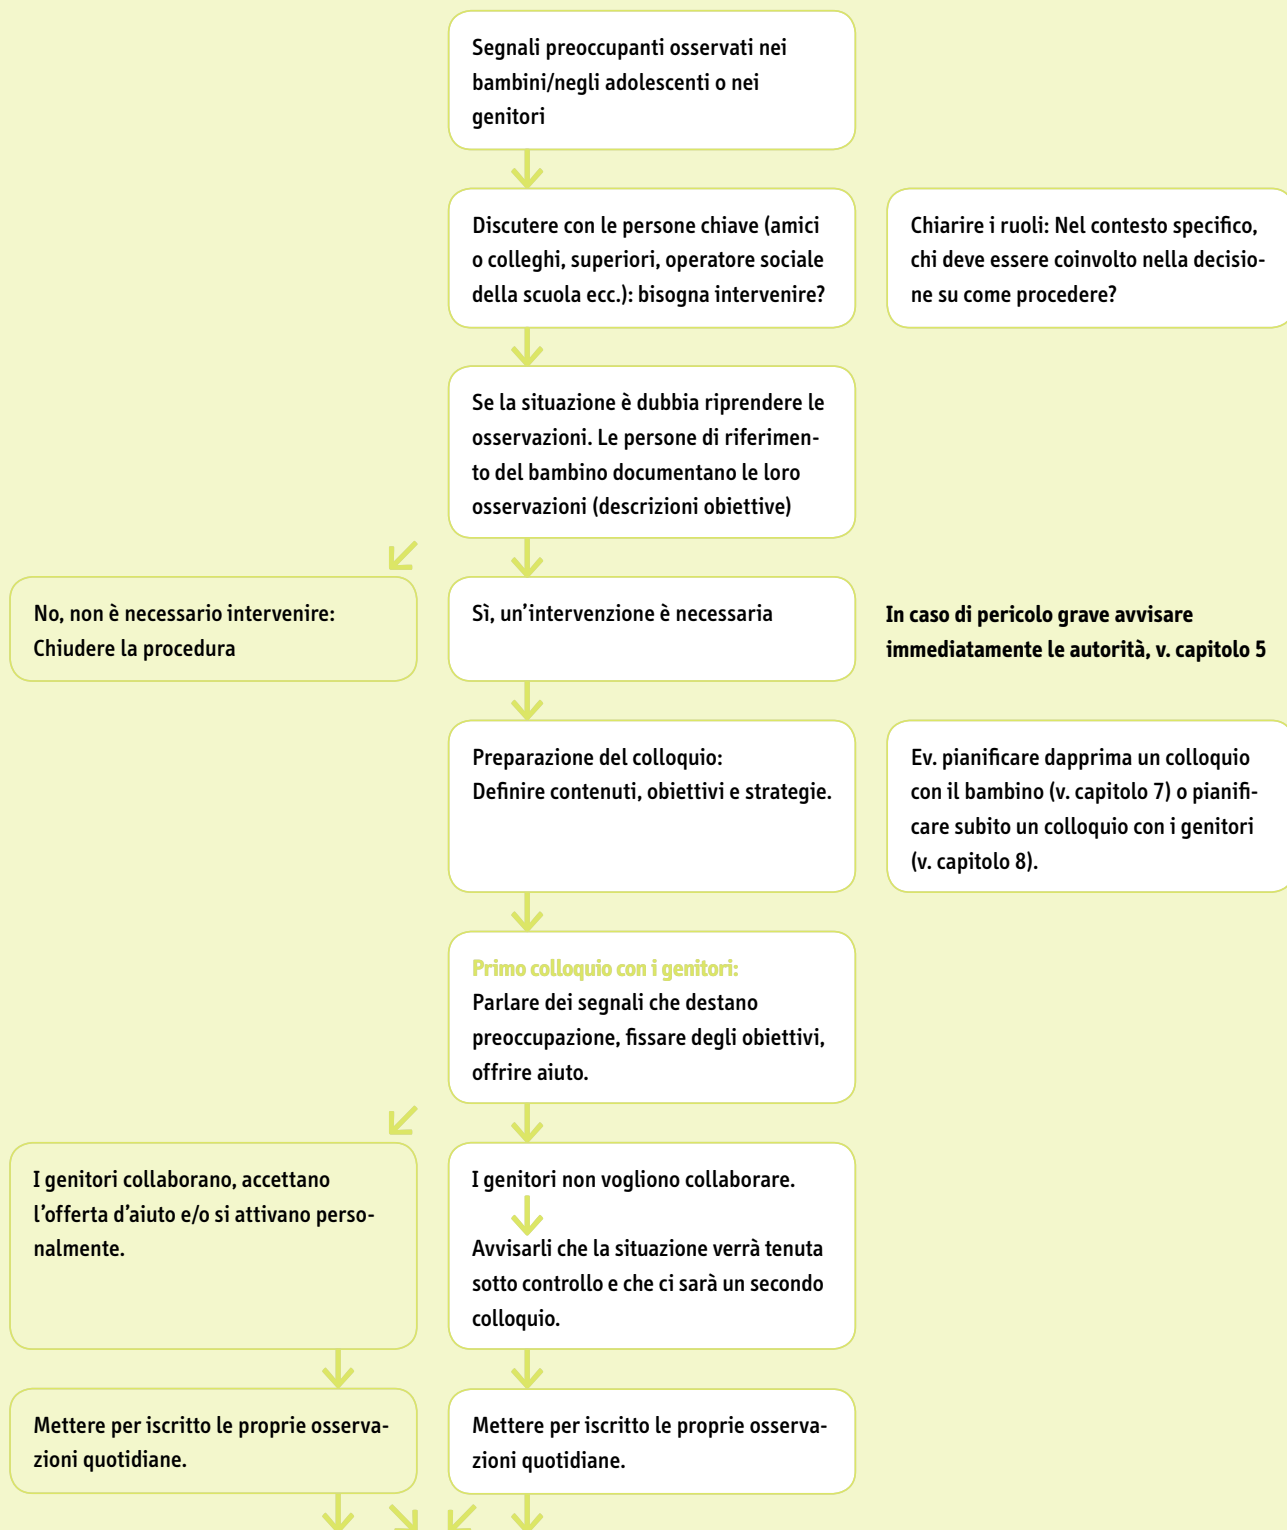 Segnali preoccupanti osservati nei
bambini/negli adolescenti o nei
genitori
Discutere con le persone chiave (amici
o colleghi, superiori, operatore sociale
della scuola ecc.): bisogna intervenire?
Chiarire i ruoli: Nel contesto specifico,
chi deve essere coinvolto nella decisio-
ne su come procedere?
Se la situazione è dubbia riprendere le
osservazioni. Le persone di riferimen-
to del bambino documentano le loro
osservazioni (descrizioni obiettive)
No, non è necessario intervenire:
Chiudere la procedura
Sì, un’intervenzione è necessaria
In caso di pericolo grave avvisare
immediatamente le autorità, v. capitolo 5
Preparazione del colloquio:
Definire contenuti, obiettivi e strategie.
Ev. pianificare dapprima un colloquio
con il bambino (v. capitolo 7) o pianifi-
care subito un colloquio con i genitori
(v. capitolo 8).
Primo colloquio con i genitori:
Parlare dei segnali che destano
preoccupazione, fissare degli obiettivi,
offrire aiuto.
I genitori collaborano, accettano
l’offerta d’aiuto e/o si attivano perso-
nalmente.
I genitori non vogliono collaborare.
Avvisarli che la situazione verrà tenuta
sotto controllo e che ci sarà un secondo
colloquio.
Mettere per iscritto le proprie osserva-
zioni quotidiane.
Mettere per iscritto le proprie osserva-
zioni quotidiane.